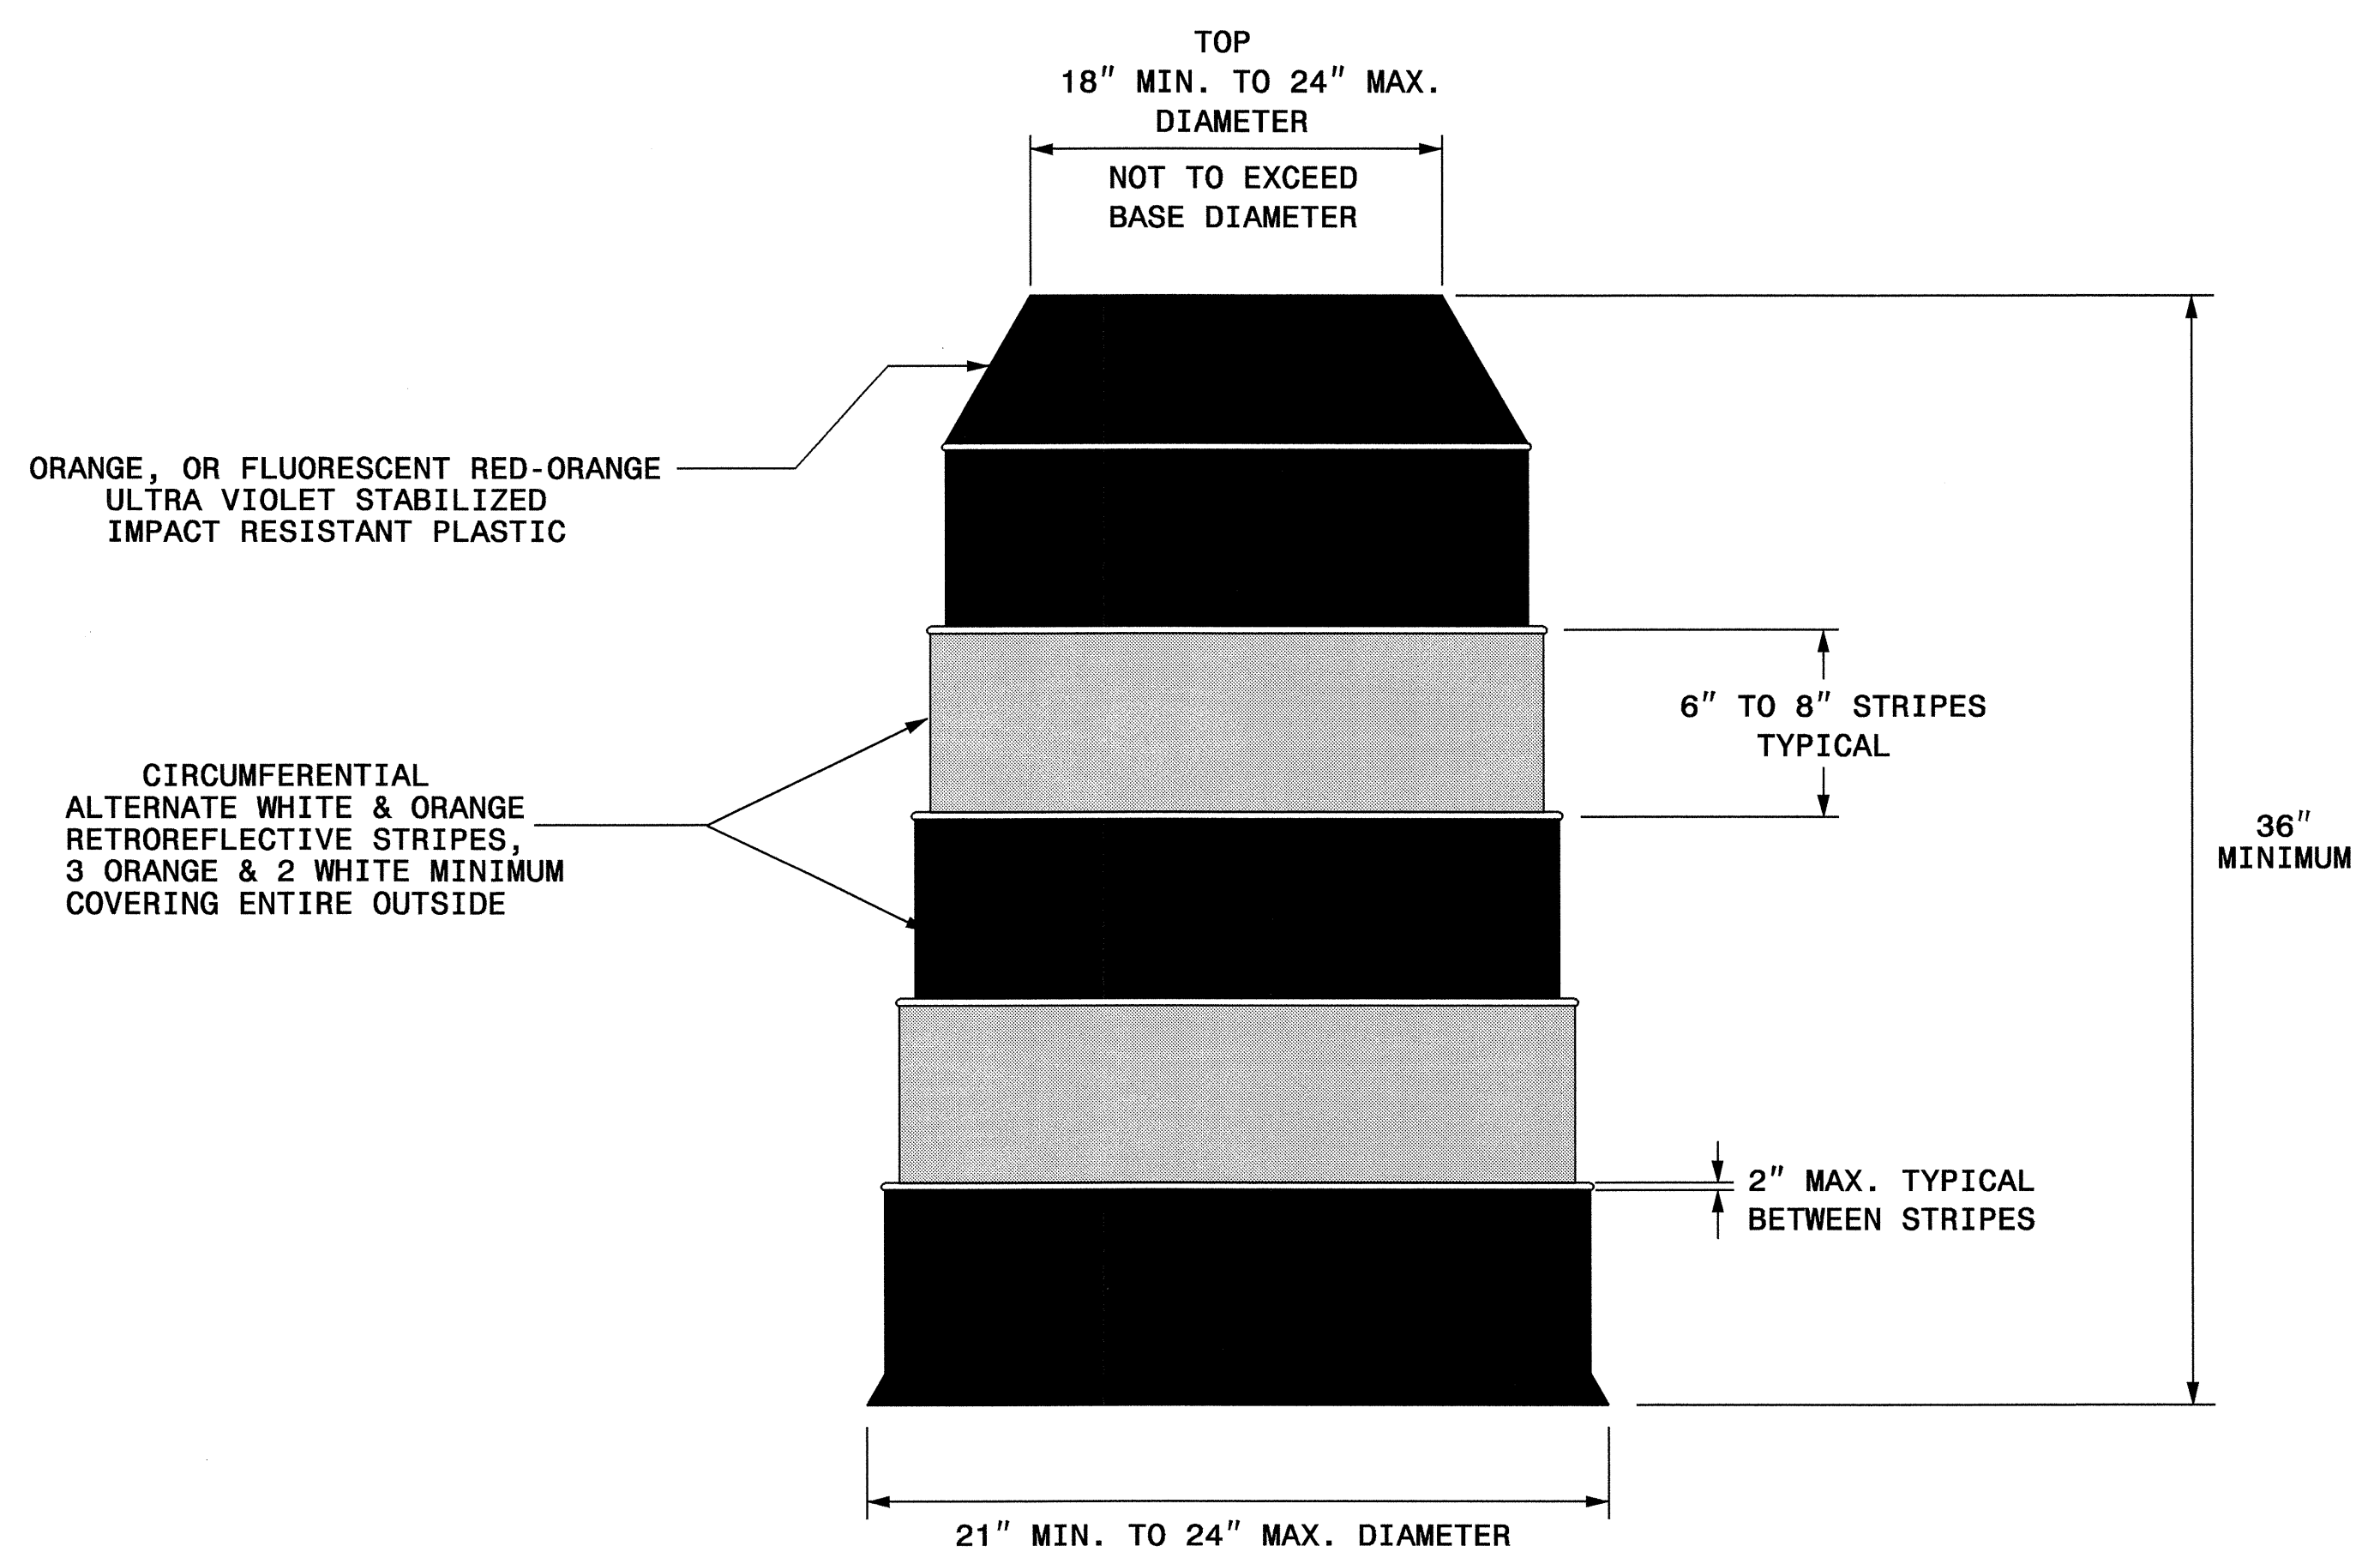 TOP
18" MIN. TO 24" MAX.
DIAMETER
NOT TO EXCEED
BASE DIAMETER
ORANGE, OR FLUORESCENT RED-ORANGE
ULTRA VIOLET STABILIZED
IMPACT RESISTANT PLASTIC
6" TO 8" STRIPES
TYPICAL
CIRCUMFERENTIAL
ALTERNATE WHITE & ORANGE
RETROREFLECTIVE STRIPES,
3 ORANGE & 2 WHITE MINIMUM
COVERING ENTIRE OUTSIDE
36"
MINIMUM
2" MAX. TYPICAL
BETWEEN STRIPES
21" MIN. TO 24" MAX. DIAMETER